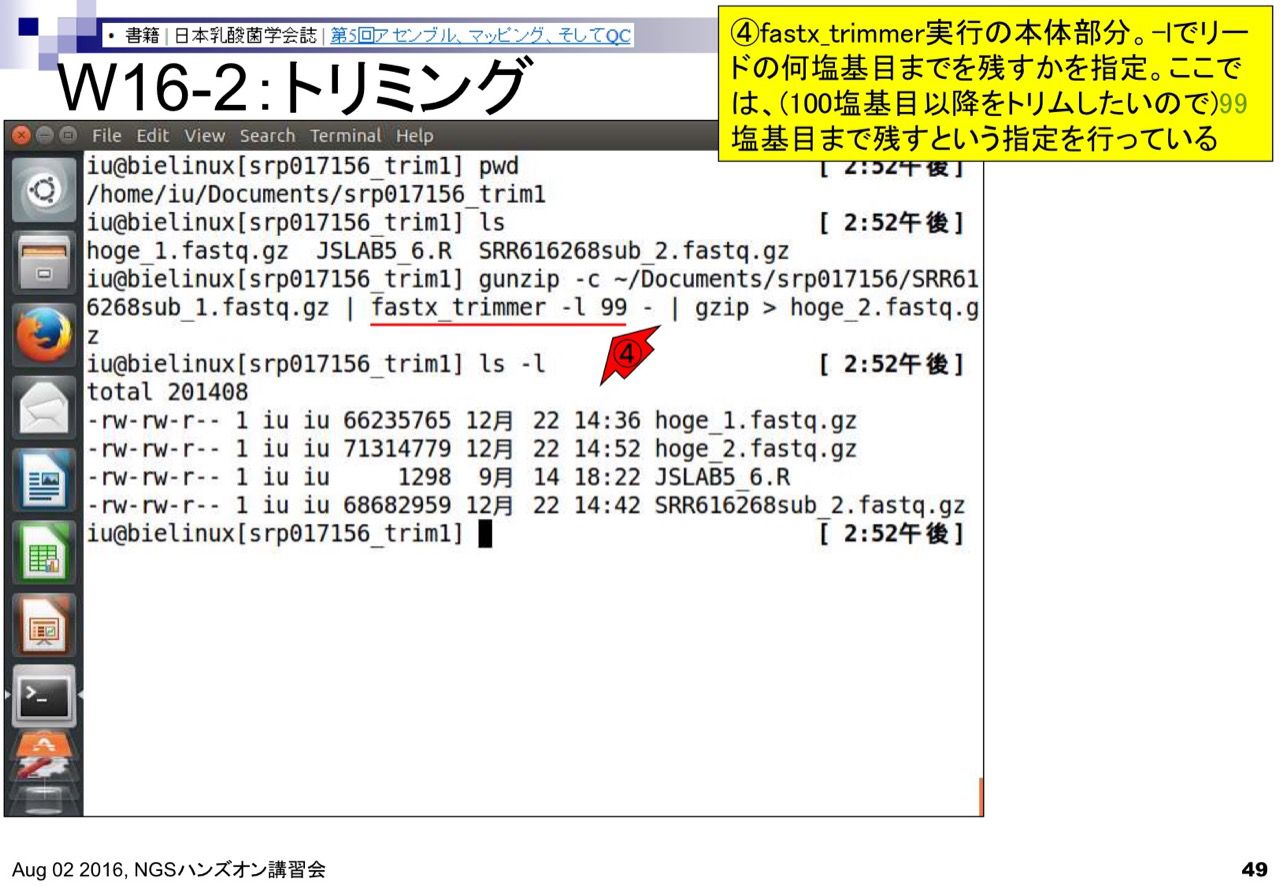 • 書籍 | 日本乳酸菌学会誌 | 第5回アセンブル、マッピング、そしてQC
W16-2：トリミング
④fastx_trimmer実行の本体部分。-lでリー
ドの何塩基目までを残すかを指定。ここで
は、(100塩基目以降をトリムしたいので)99
塩基目まで残すという指定を行っている
File Edit View Search Terminal Help
iu@bielinux[srp017156_trim1] pwd [ 2:52午後]
/home/iu/Documents/srp017156_trim1
iu@bielinux[srp017156_trim1] ls [ 2:52午後]
hoge_1.fastq.gz JSLAB5_6.R SRR616268sub_2.fastq.gz
iu@bielinux[srp017156_trim1] gunzip -c ~/Documents/srp017156/SRR61
6268sub_1.fastq.gz | fastx_trimmer -l 99 - | gzip > hoge_2.fastq.g
z
④
iu@bielinux[srp017156_trim1] ls -l [ 2:52午後]
total 201408
-rw-rw-r-- 1 iu iu 66235765 12月 22 14:36 hoge_1.fastq.gz
-rw-rw-r-- 1 iu iu 71314779 12月 22 14:52 hoge_2.fastq.gz
-rw-rw-r-- 1 iu iu 1298 9月 14 18:22 JSLAB5_6.R
-rw-rw-r-- 1 iu iu 68682959 12月 22 14:42 SRR616268sub_2.fastq.gz
iu@bielinux[srp017156_trim1] [ 2:52午後]
Aug 02 2016, NGSハンズオン講習会
49